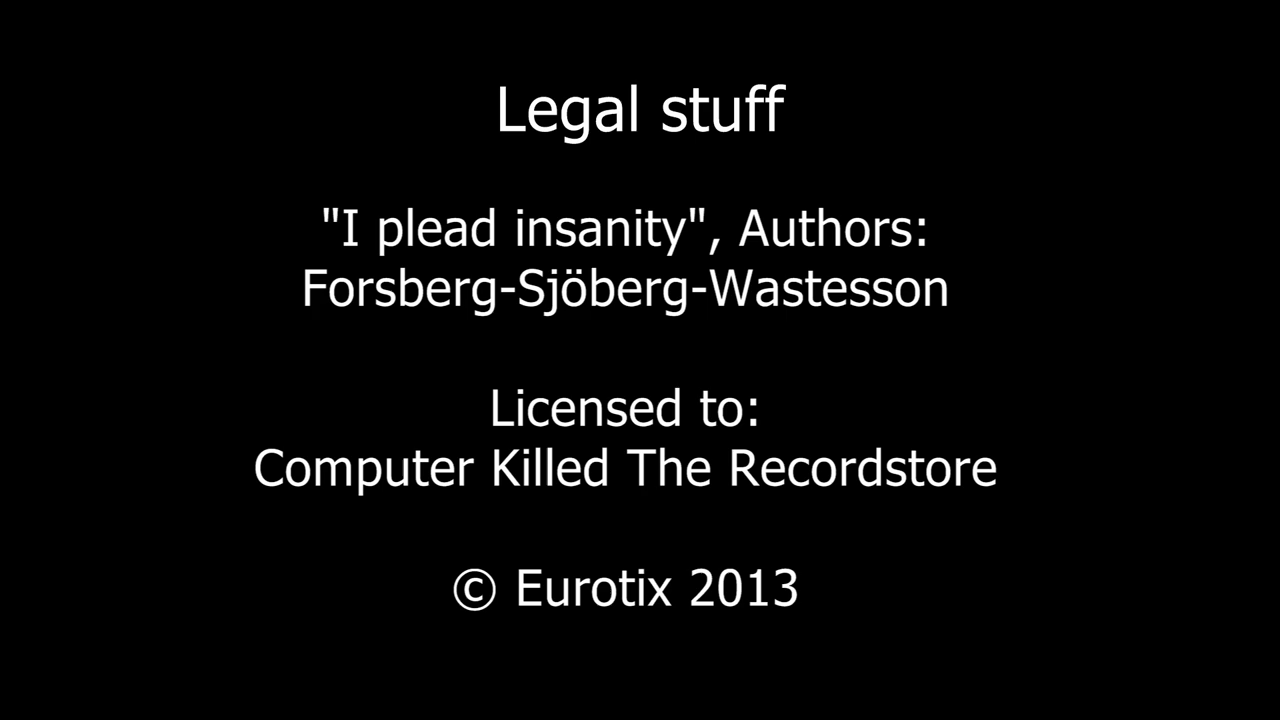 Legal stuff
"I plead insanity", Authors:
Forsberg-Sjöberg-Wastesson
Licensed to:
Computer Killed The Recordstore
© Eurotix 2013